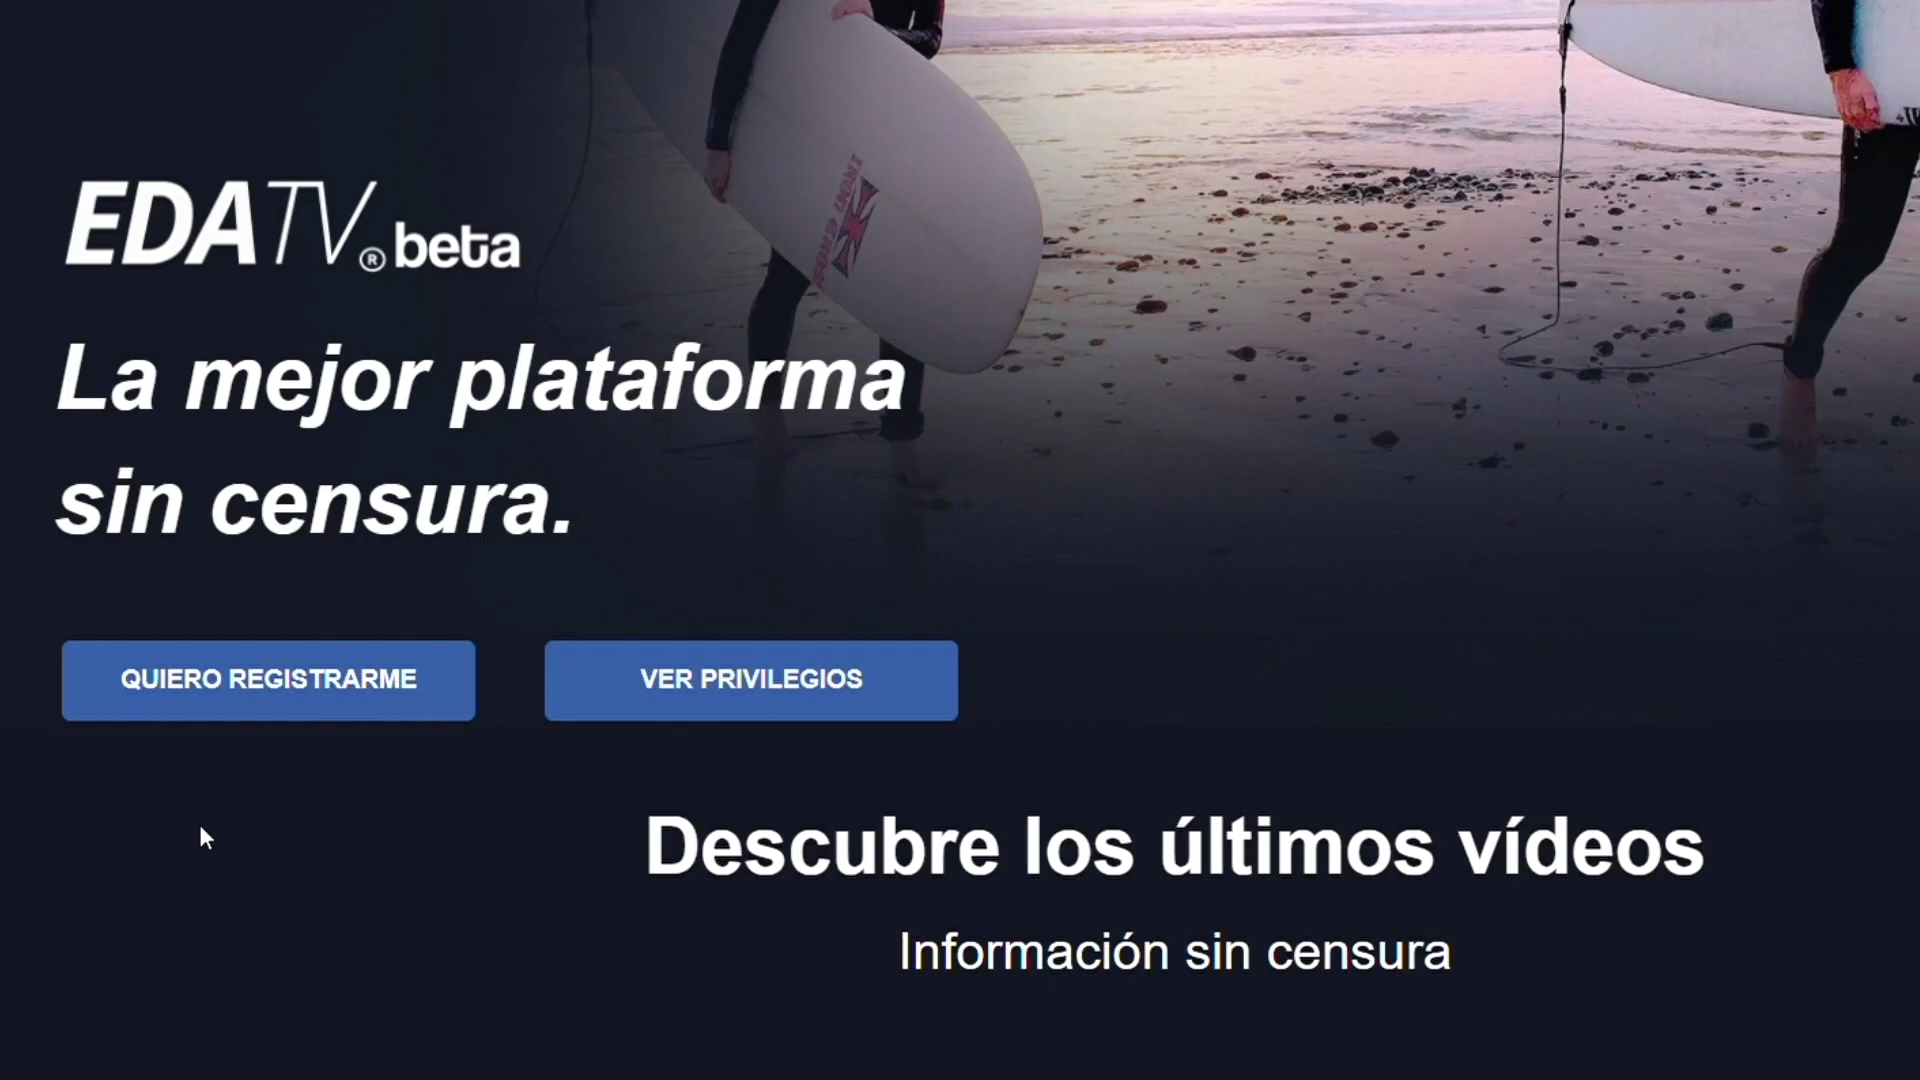 EDATV® beta
La mejor plataforma
sin censura.
QUIERO REGISTRARME
VER PRIVILEGIOS
Descubre los últimos vídeos
Información sin censura